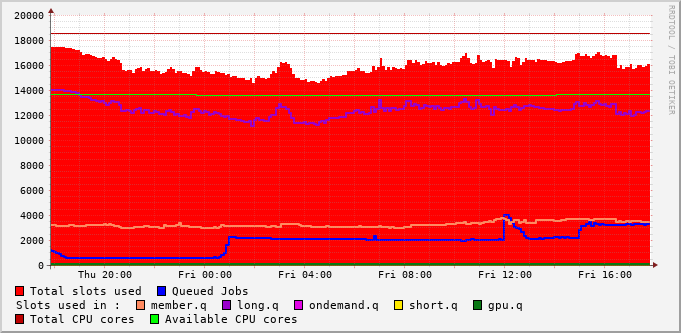 20000
18000
16000
14000
12000
10000
8000
6000
4000
2000
0
Thu 20:00 Fri 00:00 Fri 04:00 Fri 08:00 Fri 12:00 Fri 16:00
RRDTOOL / TOBI OETIKER
Total slots used Queued Jobs
Slots used in : member.q long.q ondemand.q short.q gpu.q
Total CPU cores Available CPU cores